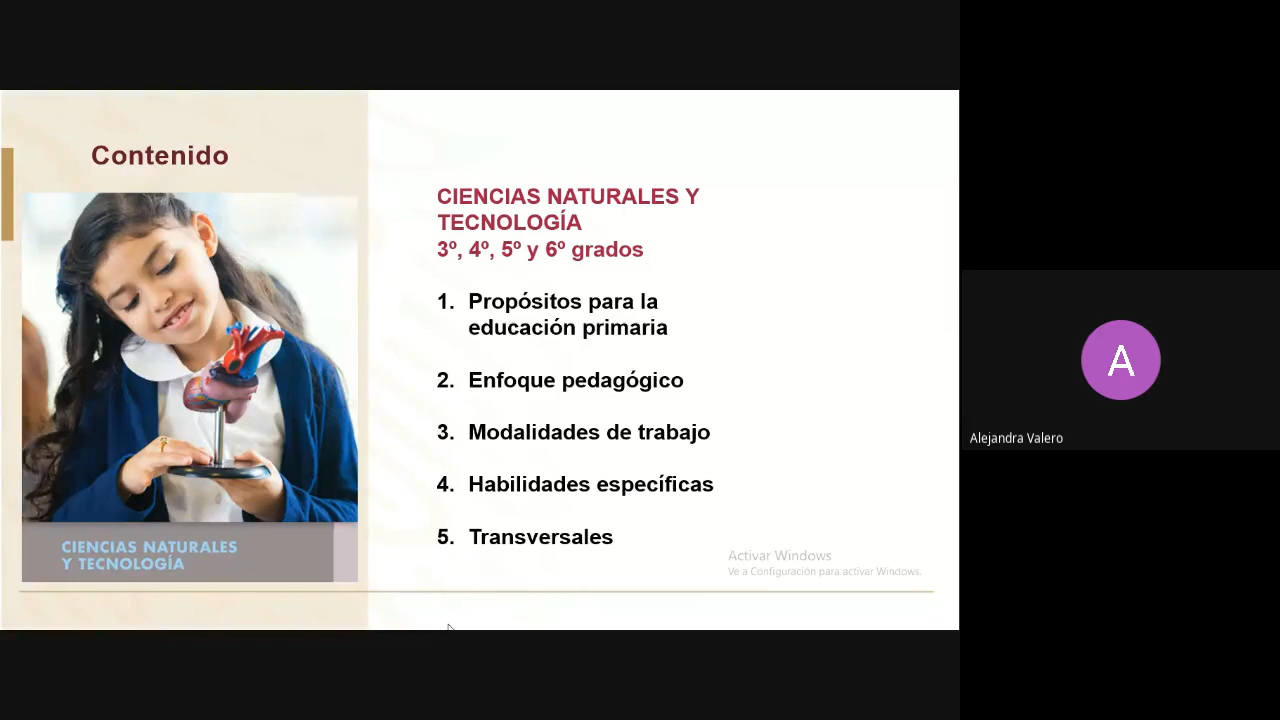 Contenido
CIENCIAS NATURALES
Y TECNOLOGÍA
CIENCIAS NATURALES Y
TECNOLOGÍA
3º, 4º, 5º y 6º grados
1. Propósitos para la
educación primaria
2. Enfoque pedagógico
3. Modalidades de trabajo
4. Habilidades específicas
5. Transversales
Activar Windows
Ve a Configuración para activar Windows.
A
Alejandra Valero